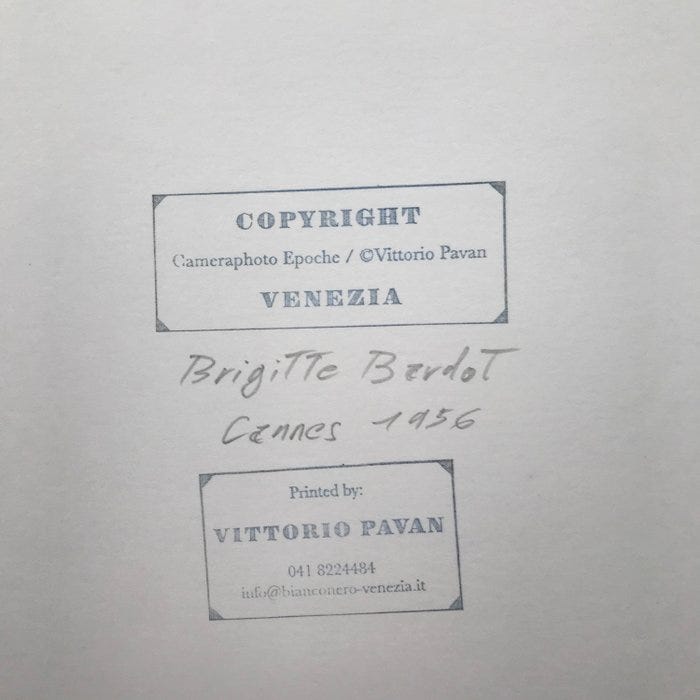 COPYRIGHT
Cameraphoto Epoche / ©Vittorio Pavan
VENEZIA
Brigitte Bardot
Cannes 1956
Printed by:
VITTORIO PAVAN
041 8224484
info@bianconero-venezia.it